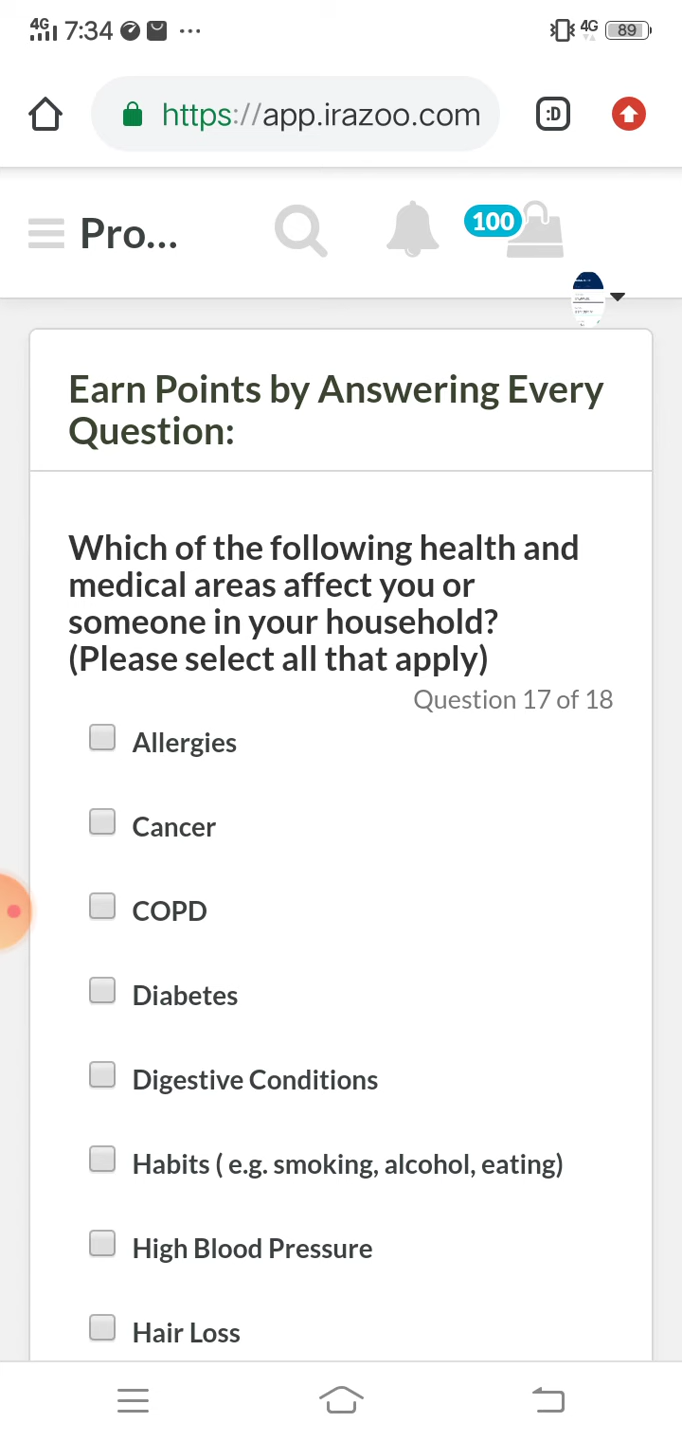 4G 7:34 ... 4G 89
https://app.irazoo.com :D
Pro... 100
Earn Points by Answering Every
Question:
Which of the following health and
medical areas affect you or
someone in your household?
(Please select all that apply)
Question 17 of 18
Allergies
Cancer
COPD
Diabetes
Digestive Conditions
Habits ( e.g. smoking, alcohol, eating)
High Blood Pressure
Hair Loss